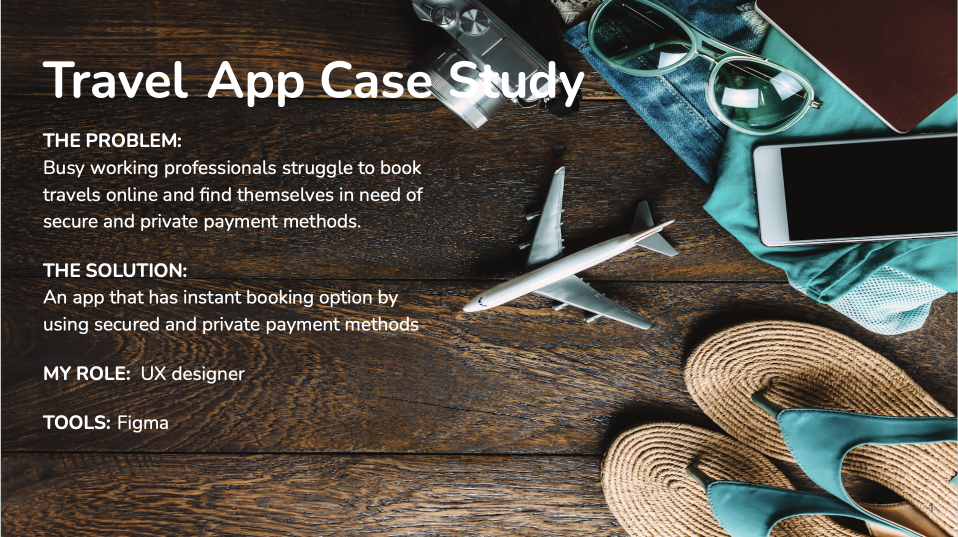 Travel App Case Study
THE PROBLEM:
Busy working professionals struggle to book
travels online and find themselves in need of
secure and private payment methods.
THE SOLUTION:
An app that has instant booking option by
using secured and private payment methods
MY ROLE: UX designer
TOOLS: Figma